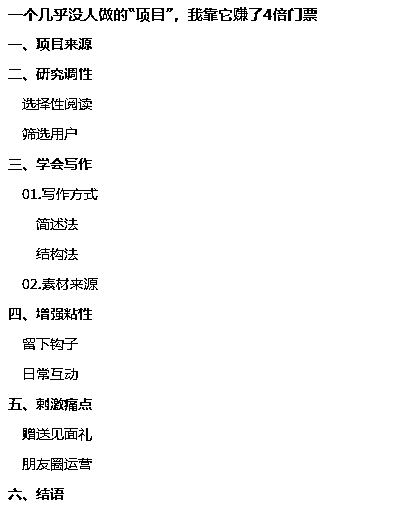 一个几乎没人做的“项目”，我靠它赚了4倍门票
一、项目来源
二、研究调性
选择性阅读
筛选用户
三、学会写作
01.写作方式
简述法
结构法
02.素材来源
四、增强粘性
留下钩子
日常互动
五、刺激痛点
赠送见面礼
朋友圈运营
六、结语